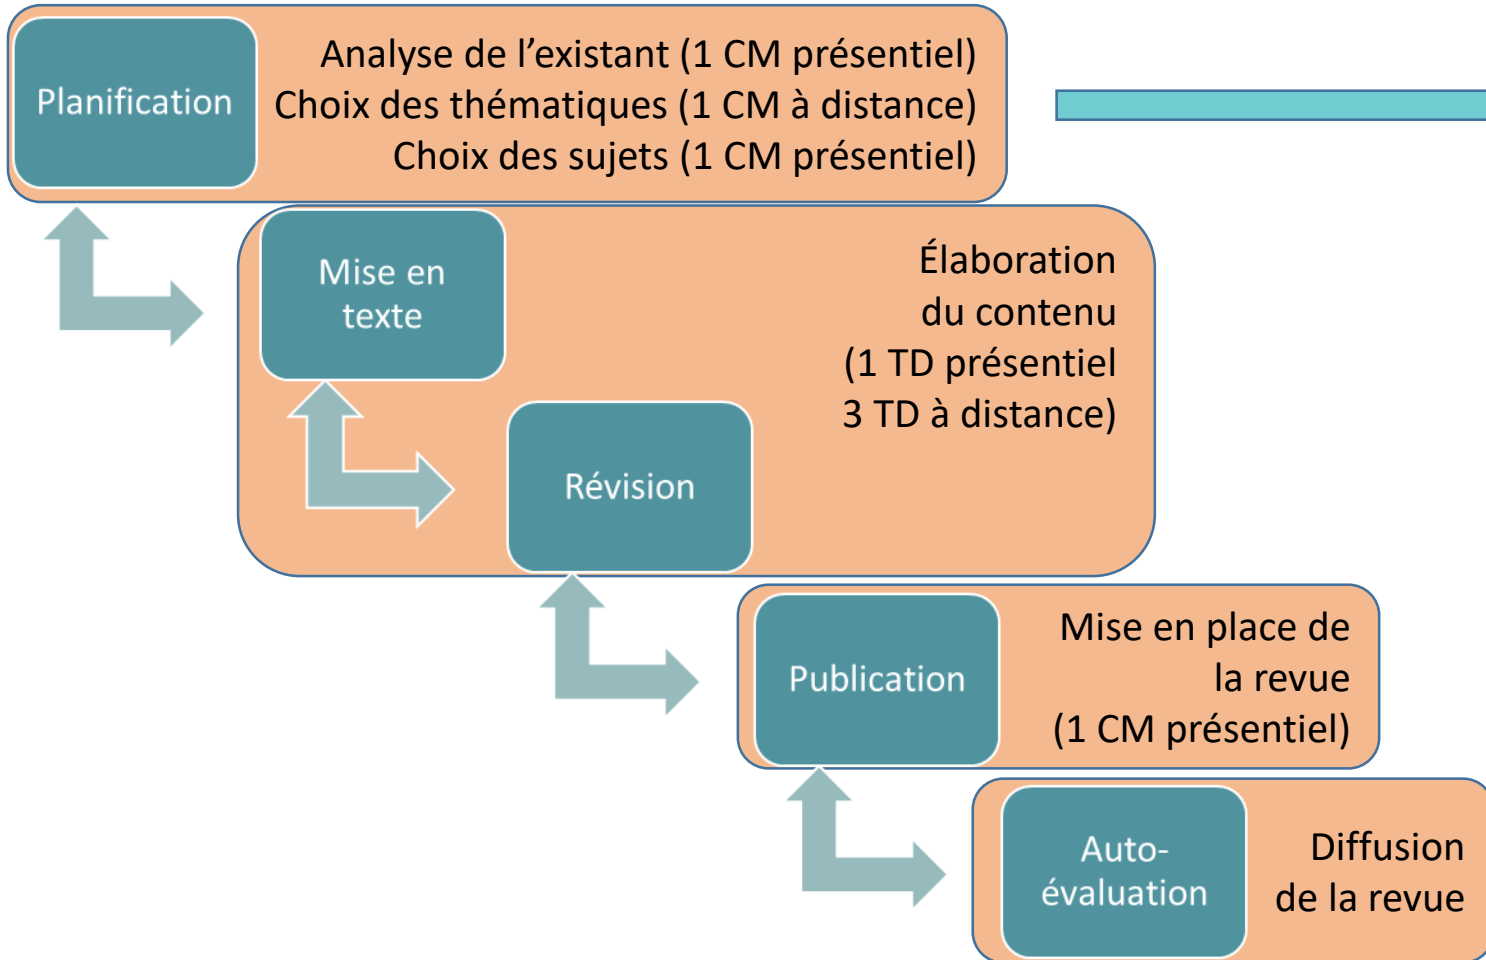 Planification
Analyse de l’existant (1 CM présentiel)
Choix des thématiques (1 CM à distance)
Choix des sujets (1 CM présentiel)
Mise en
texte
Élaboration
du contenu
(1 TD présentiel
3 TD à distance)
Révision
Publication
Mise en place de
la revue
(1 CM présentiel)
Auto-
évaluation
Diffusion
de la revue